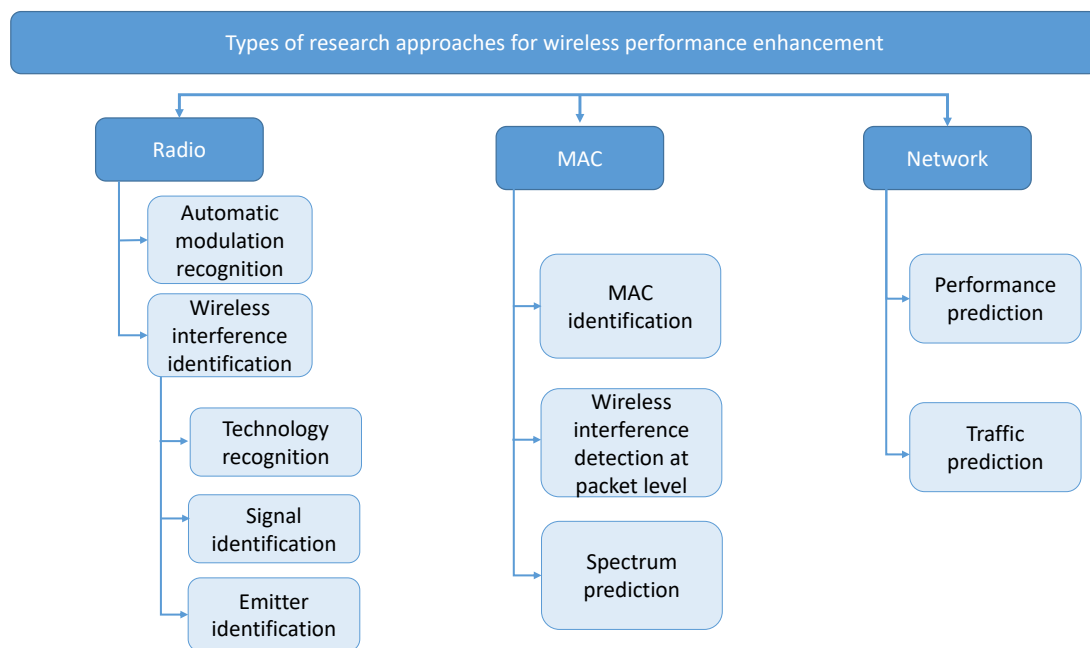 Types of research approaches for wireless performance enhancement
Radio
Automatic
modulation
recognition
Wireless
interference
identification
Technology
recognition
Signal
identification
Emitter
identification
MAC
MAC
identification
Wireless
interference
detection at
packet level
Spectrum
prediction
Network
Performance
prediction
Traffic
prediction